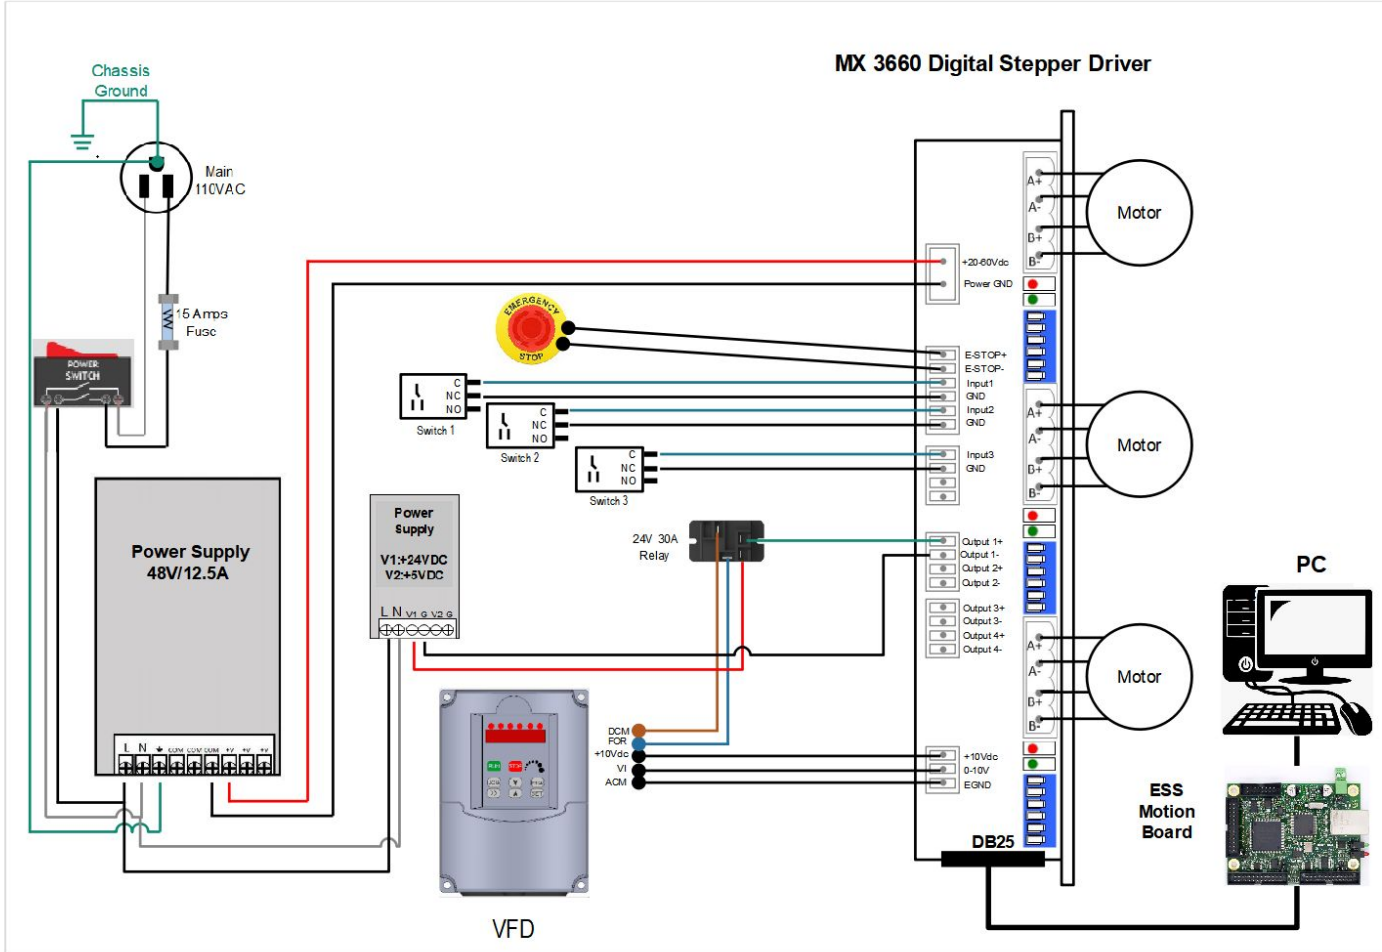 MX 3660 Digital Stepper Driver
Chassis
Ground
Main
110VAC
15 Amps
Fuse
POWER
SWITCH
EMERGENCY
STOP
C
NC
NO
Switch 1
C
NC
NO
Switch 2
C
NC
NO
Switch 3
+20-60Vdc
Power GND
E-STOP+
E-STOP-
Input1
GND
Input2
GND
Input3
GND
Output 1+
Output 1-
Output 2+
Output 2-
Output 3+
Output 3-
Output 4+
Output 4-
+10Vdc
0-10V
EGND
A+
A-
B+
B-
Motor
A+
A-
B+
B-
Motor
A+
A-
B+
B-
Motor
Power Supply
48V/12.5A
L N COM COM COM +V +V +V
Power
Supply
V1:+24VDC
V2:+5VDC
L N V1 G V2 G
24V 30A
Relay
DCM
FOR
+10Vdc
VI
ACM
RUN
STOP
VFD
DB25
PC
ESS
Motion
Board